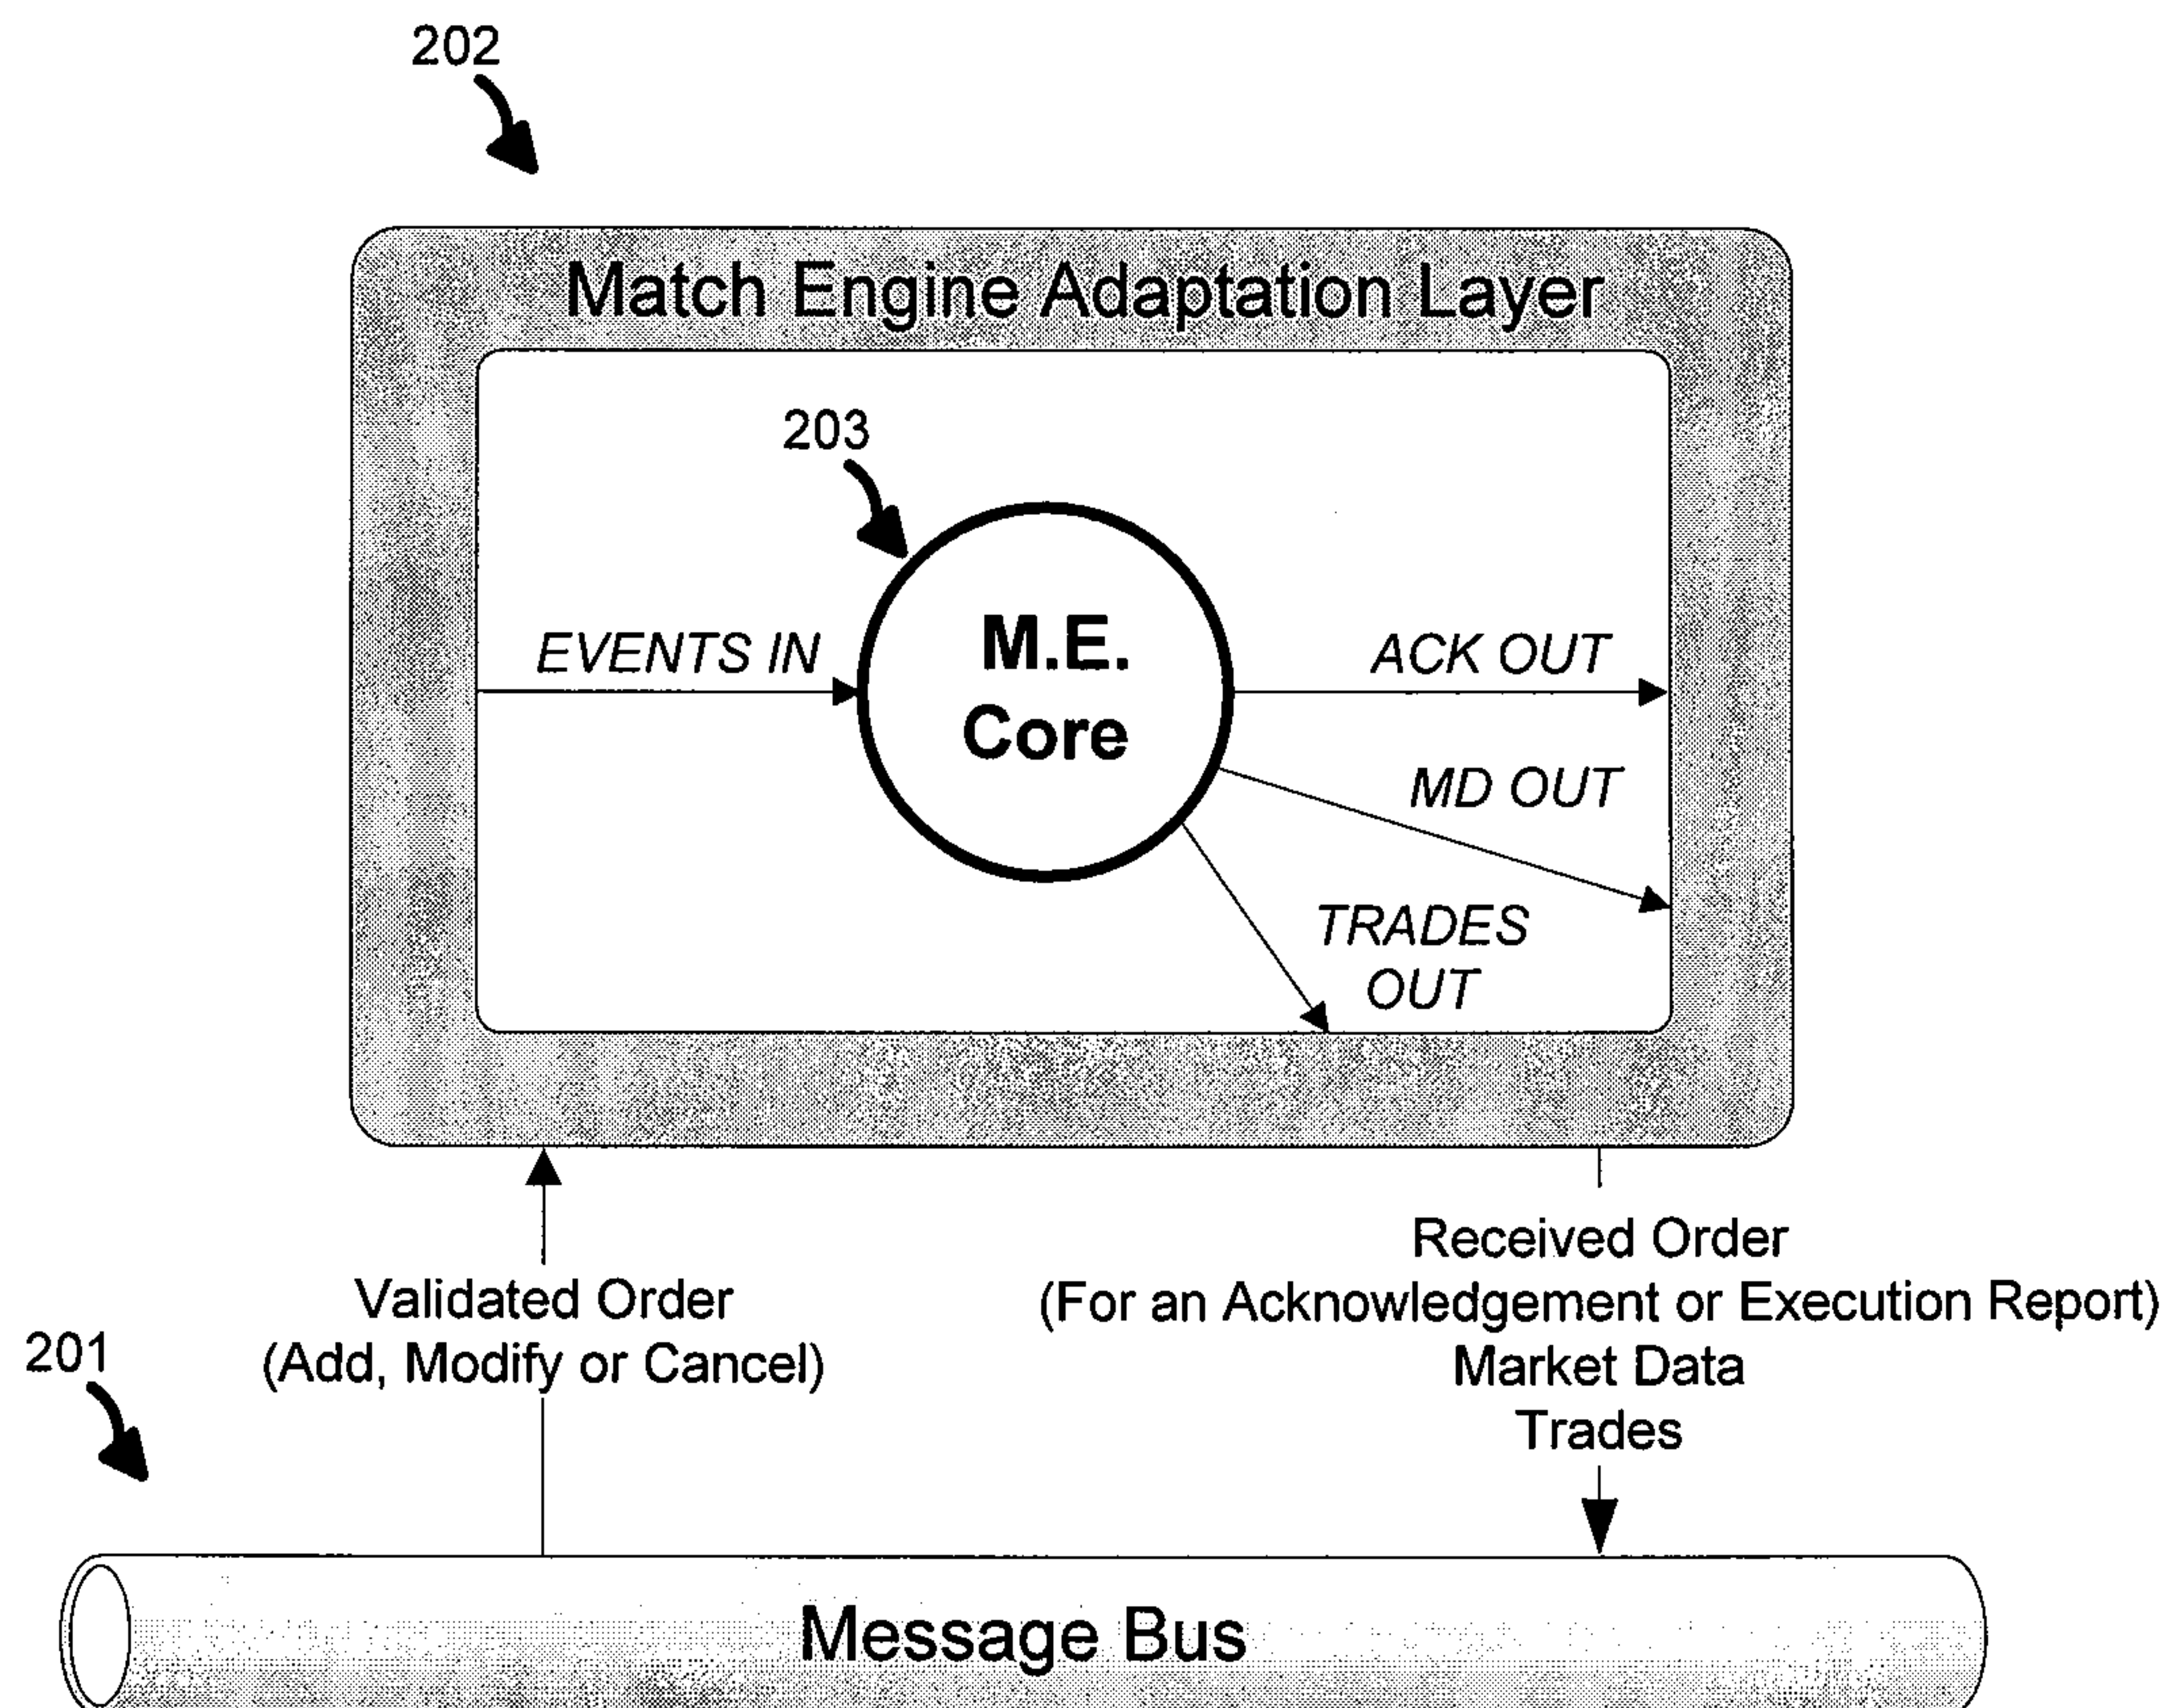 202
Match Engine Adaptation Layer
203
M.E.
Core
EVENTS IN
ACK OUT
MD OUT
TRADES
OUT
Validated Order
(Add, Modify or Cancel)
Received Order
(For an Acknowledgement or Execution Report)
Market Data
Trades
201
Message Bus